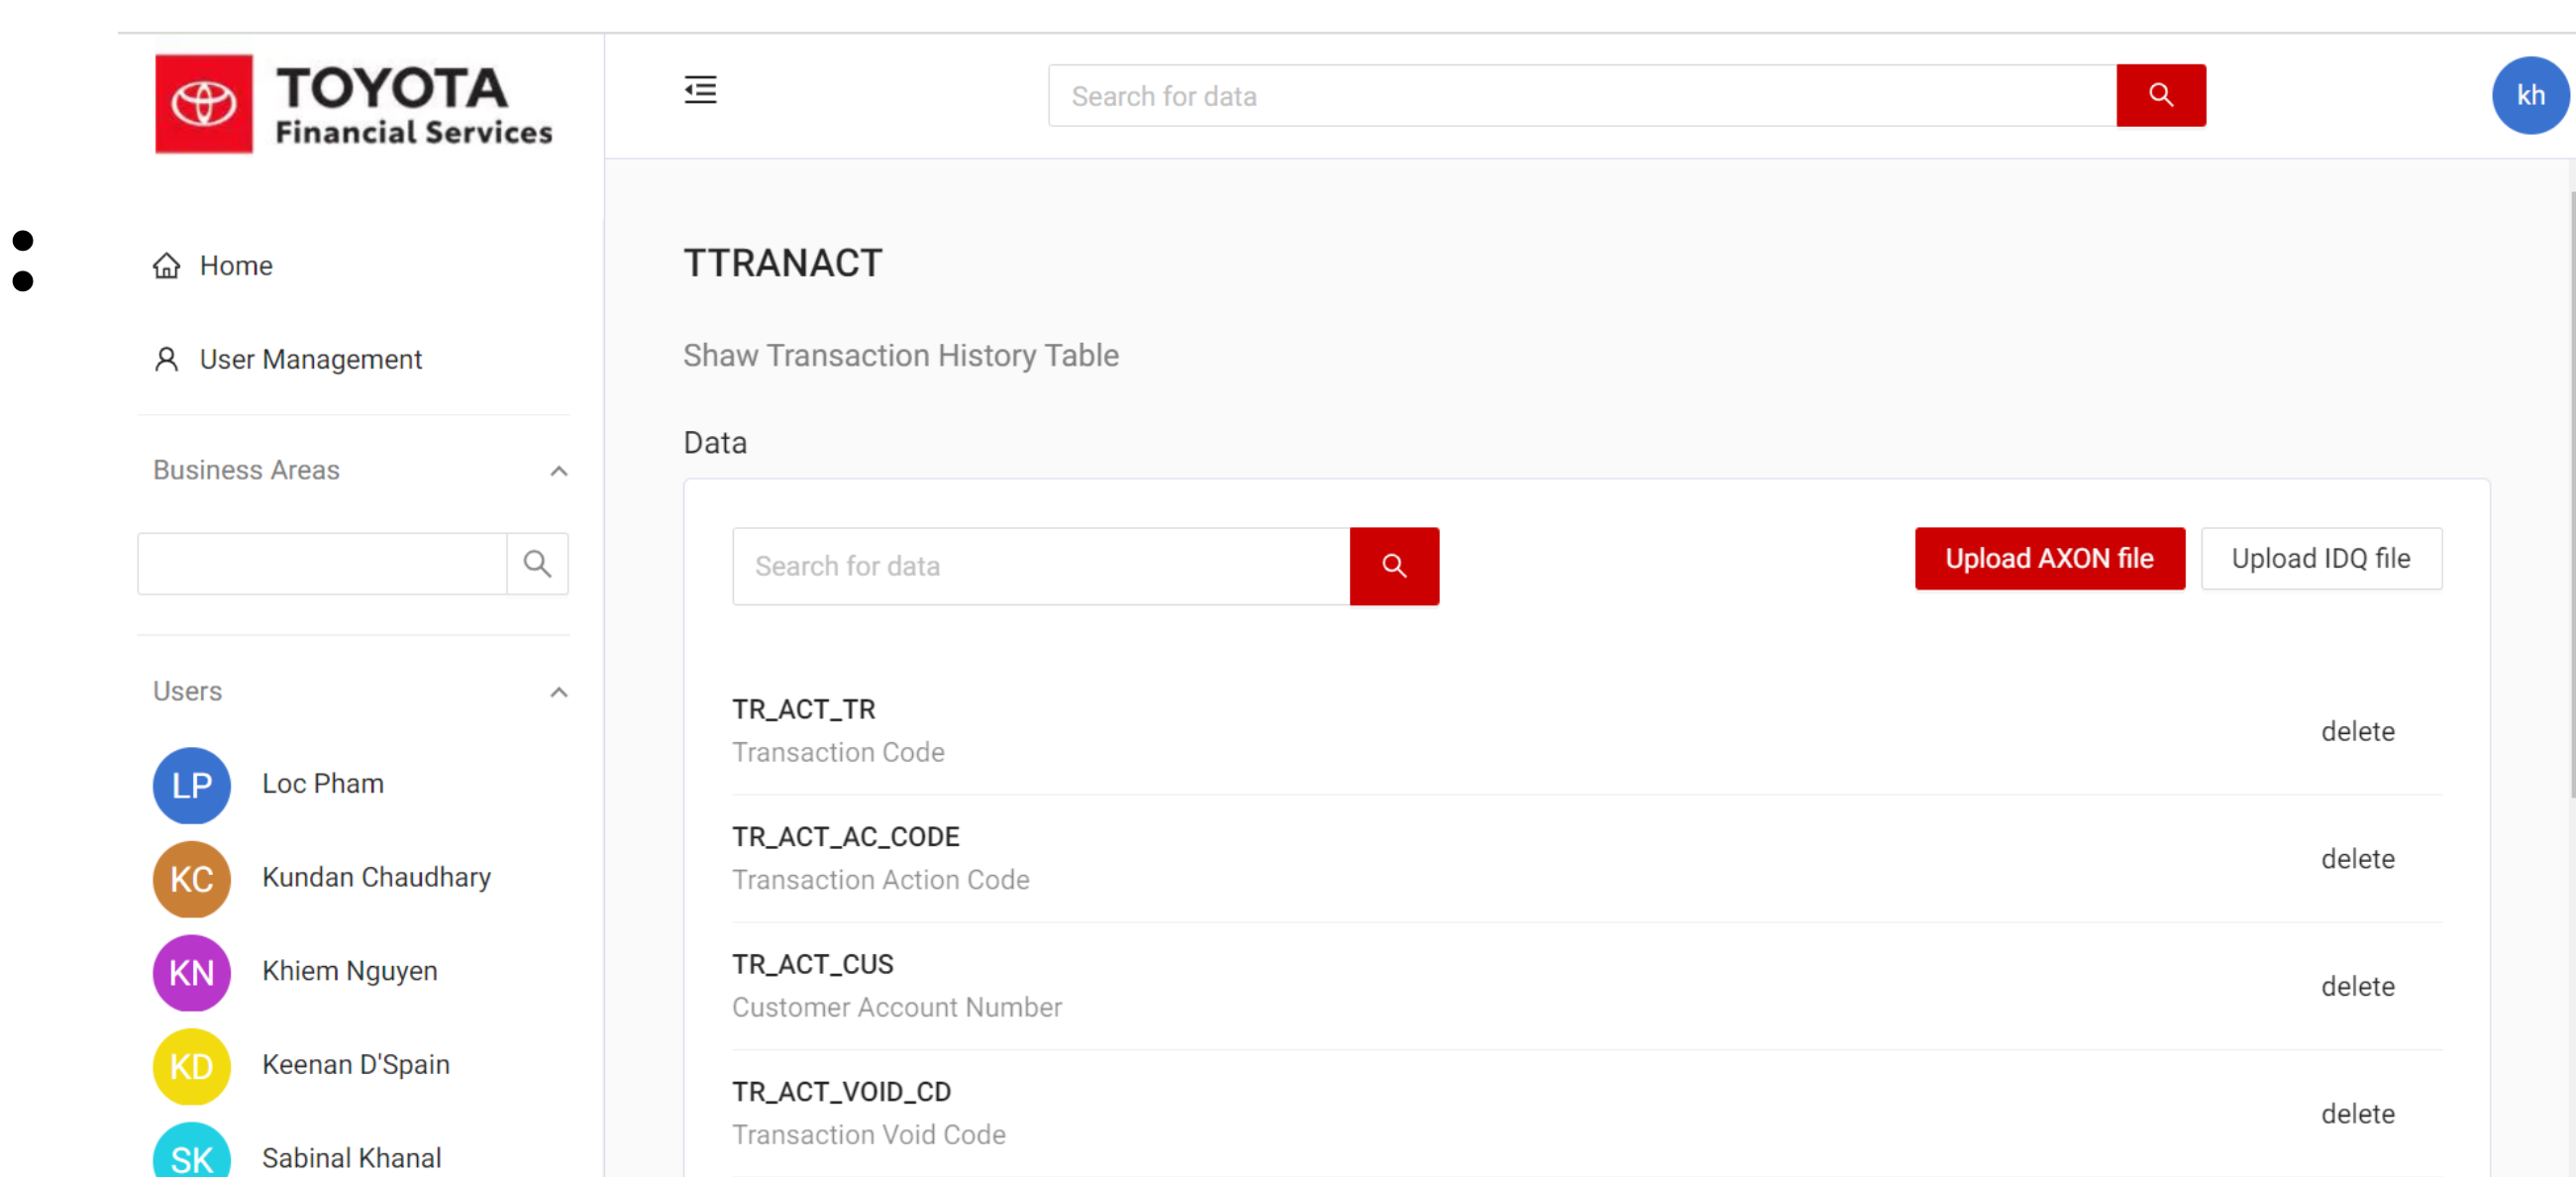 TOYOTA
Financial Services
Search for data
kh
Home
User Management
Business Areas
Users
LP Loc Pham
KC Kundan Chaudhary
KN Khiem Nguyen
KD Keenan D'Spain
SK Sabinal Khanal
TTRANACT
Shaw Transaction History Table
Data
Search for data
Upload AXON file
Upload IDQ file
TR_ACT_TR
Transaction Code
delete
TR_ACT_AC_CODE
Transaction Action Code
delete
TR_ACT_CUS
Customer Account Number
delete
TR_ACT_VOID_CD
Transaction Void Code
delete